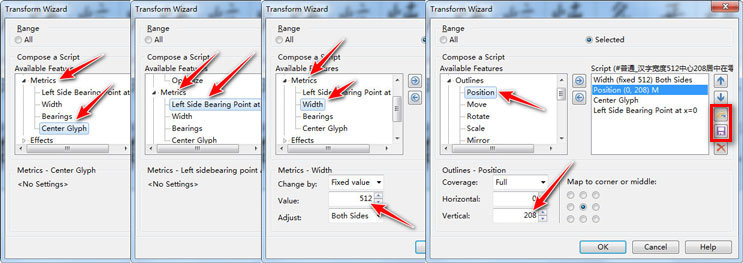 Transform Wizard
Range
All
Compose a Script
Available Features
Metrics
Left Side Bearing Point at
Width
Bearings
Center Glyph
Effects
Metrics - Center Glyph
<No Settings>
Transform Wizard
Range
All
Compose a Script
Available Features
Metrics
Left Side Bearing Point at
Width
Bearings
Center Glyph
Metrics - Left sidebearing point a
<No Settings>
Transform Wizard
Range
All
Compose a Script
Available Features
Metrics
Left Side Bearing Point at
Width
Bearings
Center Glyph
Effects
Metrics - Width
Change by: Fixed value
Value: 512
Adjust: Both Sides
Transform Wizard
Range
All
Selected
Compose a Script
Available Features
Outlines
Position
Move
Rotate
Scale
Mirror
Script (#普通_汉字宽度512中心208居中在零
Width (fixed 512) Both Sides
Position (0, 208) M
Center Glyph
Left Side Bearing Point at x=0
Outlines - Position
Coverage: Full
Horizontal: 0
Vertical: 208
Map to corner or middle:
OK
Cancel
Help